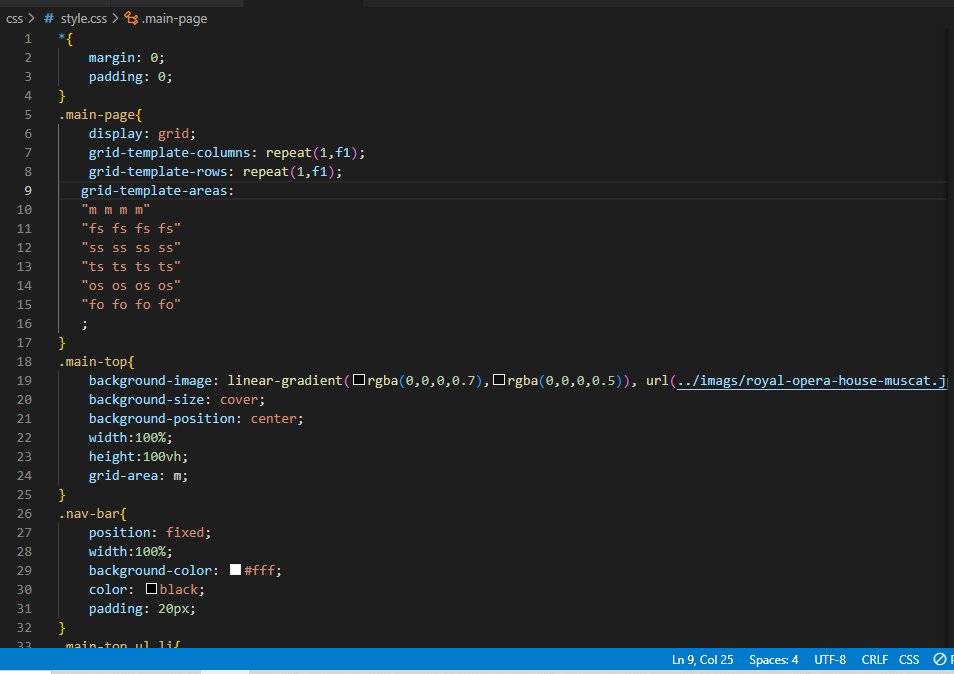 css > # style.css > .main-page
1 *{
2 margin: 0;
3 padding: 0;
4 }
5 .main-page{
6 display: grid;
7 grid-template-columns: repeat(1,f1);
8 grid-template-rows: repeat(1,f1);
9 grid-template-areas:
10 "m m m m"
11 "fs fs fs fs"
12 "ss ss ss ss"
13 "ts ts ts ts"
14 "os os os os"
15 "fo fo fo fo"
16 ;
17 }
18 .main-top{
19 background-image: linear-gradient(rgba(0,0,0,0.7),rgba(0,0,0,0.5)), url(../imags/royal-opera-house-muscat.j
20 background-size: cover;
21 background-position: center;
22 width:100%;
23 height:100vh;
24 grid-area: m;
25 }
26 .nav-bar{
27 position: fixed;
28 width:100%;
29 background-color: #fff;
30 color: black;
31 padding: 20px;
32 }
33 .main-top ul li{
Ln 9, Col 25 Spaces: 4 UTF-8 CRLF CSS